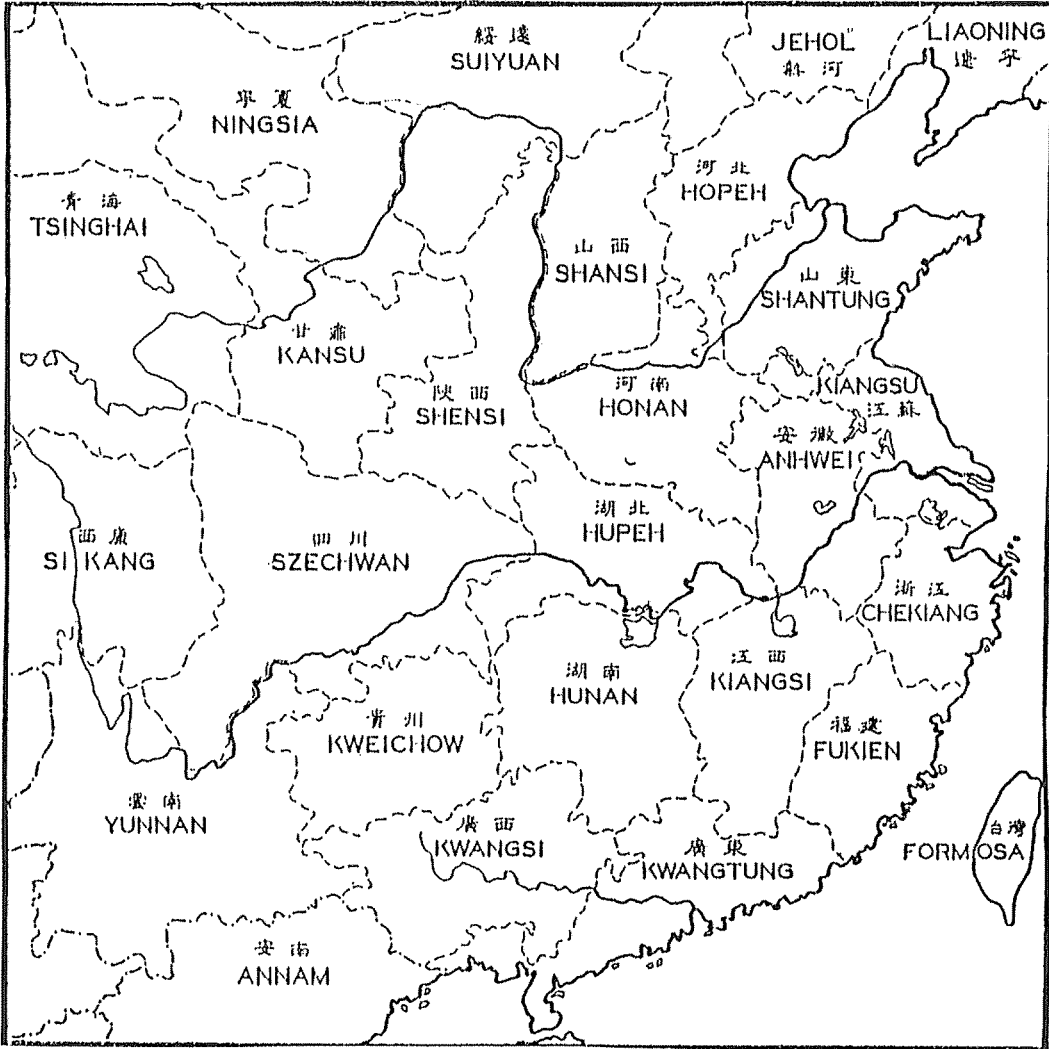 綏遠
SUIYUAN
JEHOL
熱河
LIAONING
遼寧
寧夏
NINGSIA
河北
HOPEH
青海
TSINGHAI
山西
SHANSI
山東
SHANTUNG
甘肅
KANSU
陝西
SHENSI
河南
HONAN
KIANGSU
江蘇
安徽
ANHWEI
湖北
HUPEH
西康
SIKANG
四川
SZECHWAN
浙江
CHEKIANG
湖南
HUNAN
江西
KIANGSI
貴州
KWEICHOW
福建
FUKIEN
雲南
YUNNAN
廣西
KWANGSI
廣東
KWANGTUNG
台灣
FORMOSA
安南
ANNAM